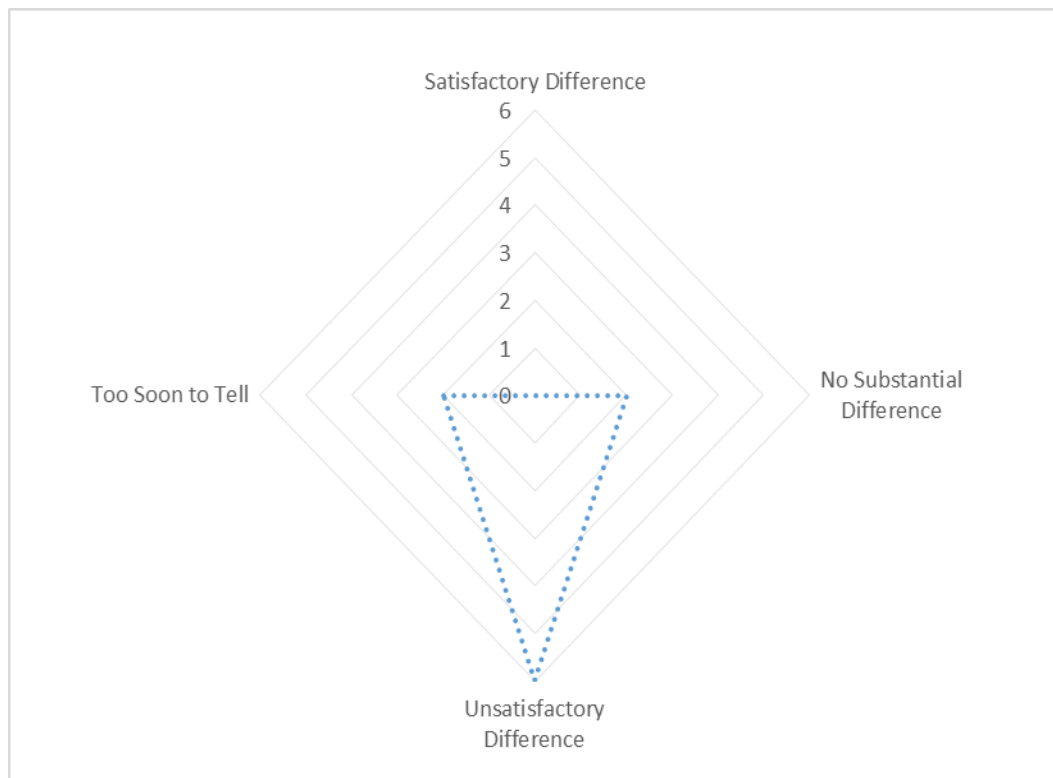 Satisfactory Difference
6
5
4
3
2
1
0
Too Soon to Tell
No Substantial
Difference
Unsatisfactory
Difference